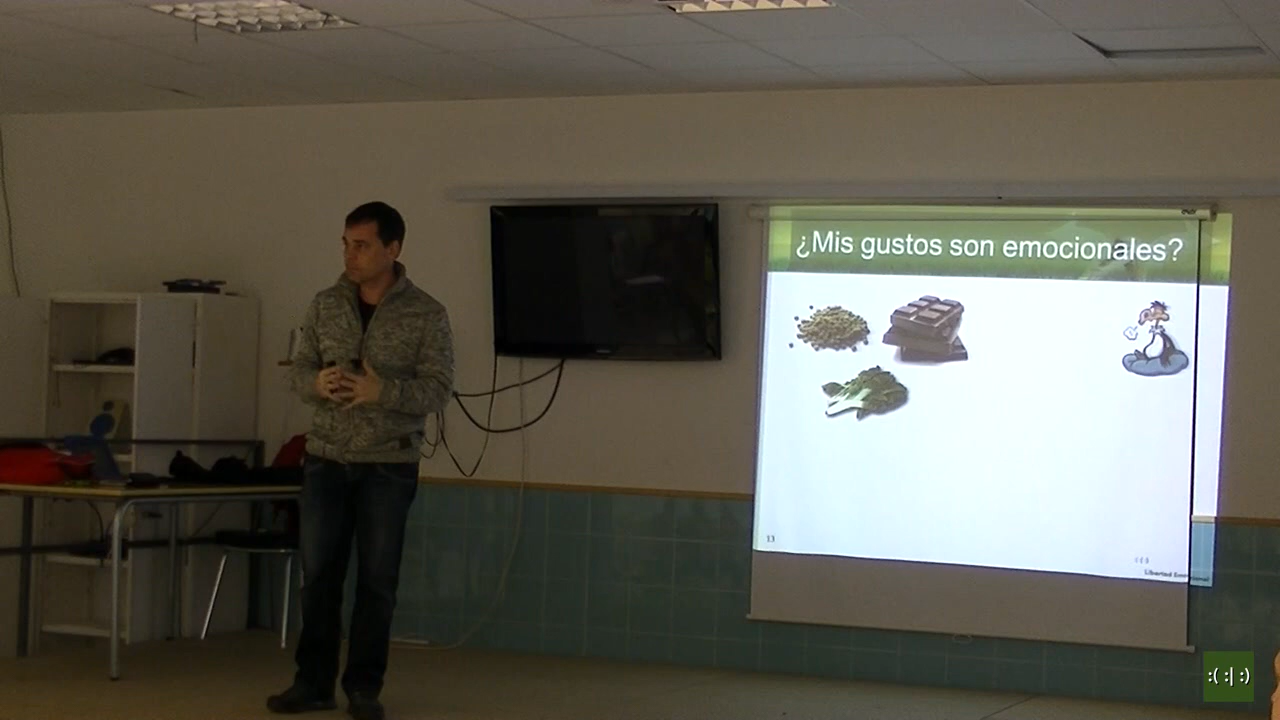 ¿Mis gustos son emocionales?
13
Libertad Emocional
:( :| :)